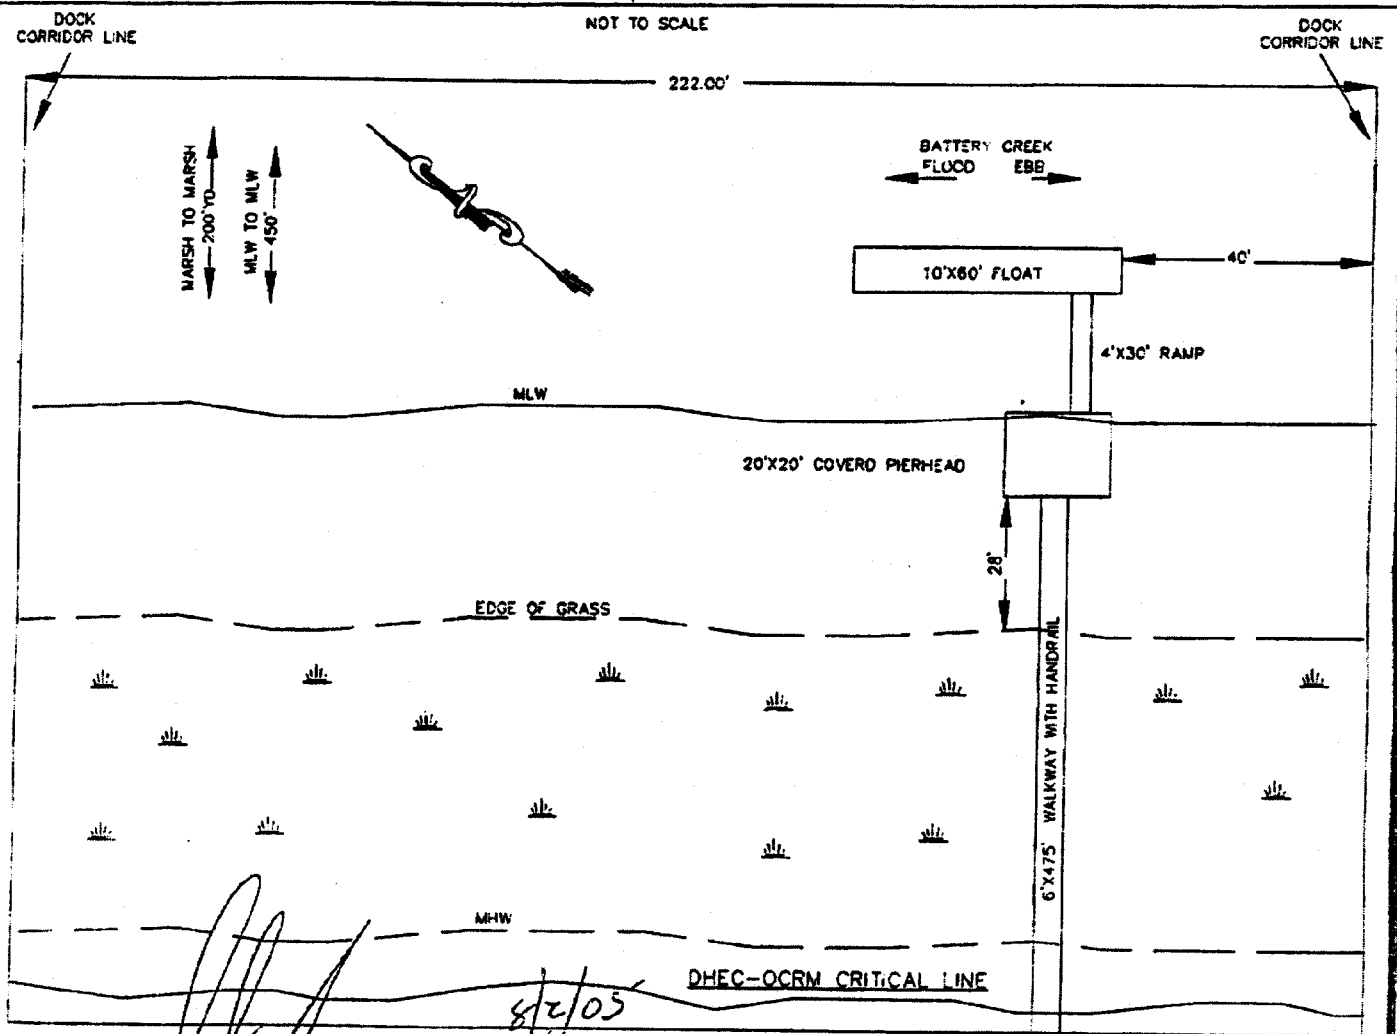 DOCK
CORRIDOR LINE
NOT TO SCALE
DOCK
CORRIDOR LINE
222.00'
MARSH TO MARSH
200'YD
MLW TO MLW
450'
BATTERY CREEK
FLOOD EBB
10'X60' FLOAT
40'
4'X30' RAMP
MLW
20'X20' COVERD PIERHEAD
28'
EDGE OF GRASS
6'X475' WALKWAY WITH HANDRAIL
MHW
DHEC-OCRM CRITICAL LINE
8/2/05